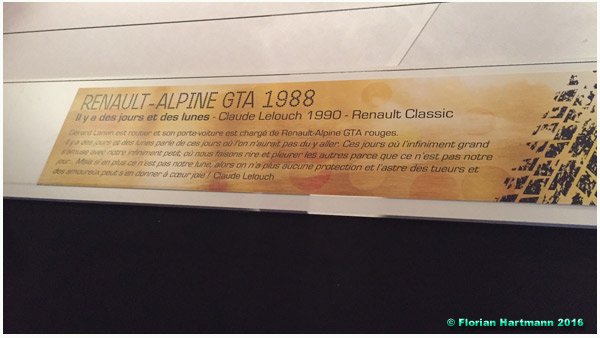 RENAULT-ALPINE GTA 1988
Il y a des jours et des lunes - Claude Lelouch 1990 - Renault Classic
Gérard Lanvin est routier et son porte-voiture est chargé de Renault-Alpine GTA rouges.
Il y a des jours et des lunes parle de ces jours où l'on n'aurait pas du y aller. Ces jours où l'infiniment grand
s'amuse avec notre infiniment petit, où nous faisons rire et pleurer les autres parce que ce n'est pas notre
jour... Mais si en plus ce n'est pas notre lune, alors on n'a plus aucune protection et l'astre des tueurs et
des amoureux peut s'en donner à cœur joie ! Claude Lelouch
© Florian Hartmann 2016